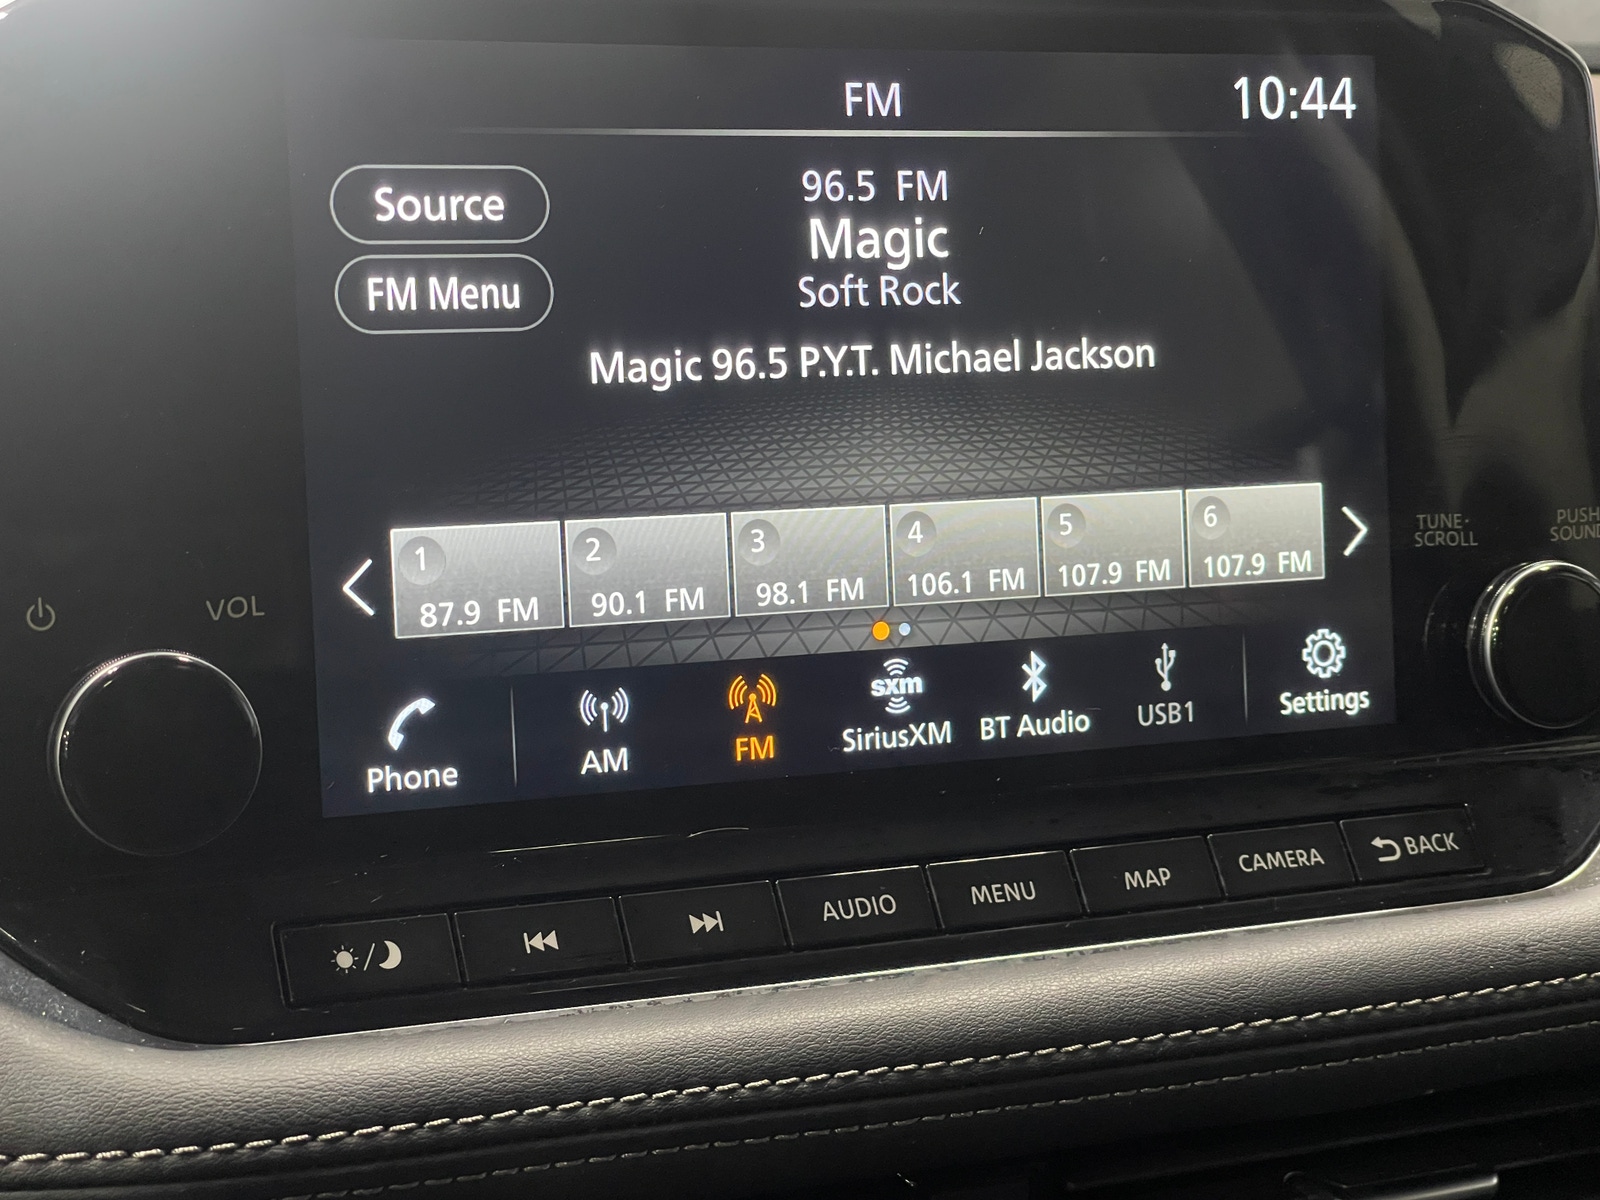 FM
10:44
Source
96.5 FM
Magic
FM Menu
Soft Rock
Magic 96.5 P.Y.T. Michael Jackson
1
87.9 FM
2
90.1 FM
3
98.1 FM
4
106.1 FM
5
107.9 FM
6
107.9 FM
TUNE·
SCROLL
PUSH
SOUND
VOL
Phone
AM
FM
sxm
SiriusXM
BT Audio
USB1
Settings
AUDIO
MENU
MAP
CAMERA
BACK